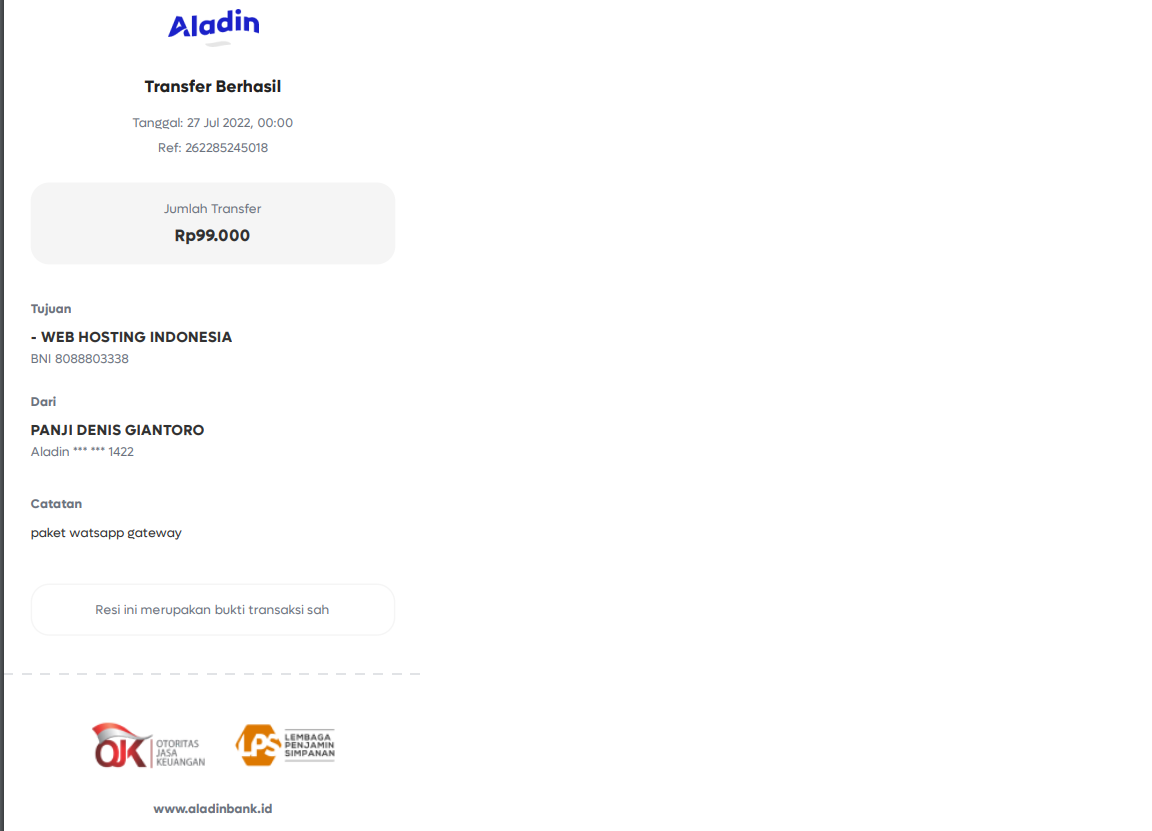 Aladin
Transfer Berhasil
Tanggal: 27 Jul 2022, 00:00
Ref: 262285245018
Jumlah Transfer
Rp99.000
Tujuan
- WEB HOSTING INDONESIA
BNI 8088803338
Dari
PANJI DENIS GIANTORO
Aladin *** *** 1422
Catatan
paket watsapp gateway
Resi ini merupakan bukti transaksi sah
OJK OTORITAS
JASA
KEUANGAN
LPS LEMBAGA
PENJAMIN
SIMPANAN
www.aladinbank.id